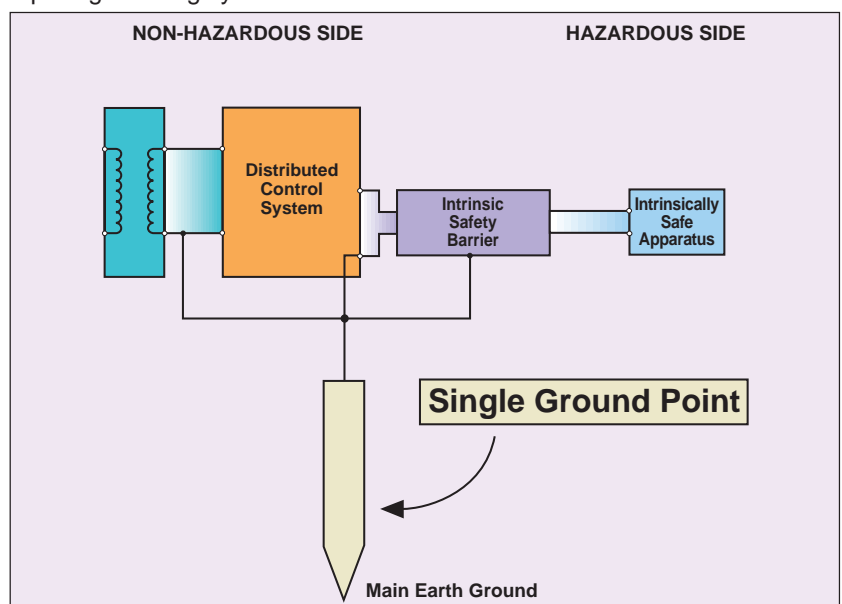 NON-HAZARDOUS SIDE
HAZARDOUS SIDE
Distributed
Control
System
Intrinsic
Safety
Barrier
Intrinsically
Safe
Apparatus
Single Ground Point
Main Earth Ground